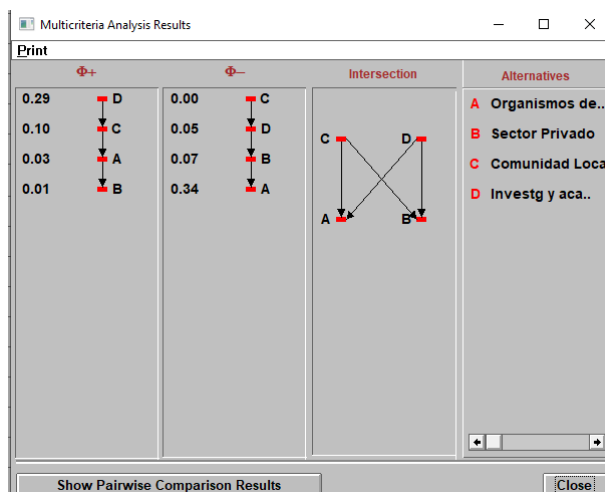 Multicriteria Analysis Results
Print
Φ+
Φ−
Intersection
Alternatives
0.29 D
0.10 C
0.03 A
0.01 B
0.00 C
0.05 D
0.07 B
0.34 A
C D
A B
A Organismos de..
B Sector Privado
C Comunidad Loca
D Investg y aca..
Show Pairwise Comparison Results
Close